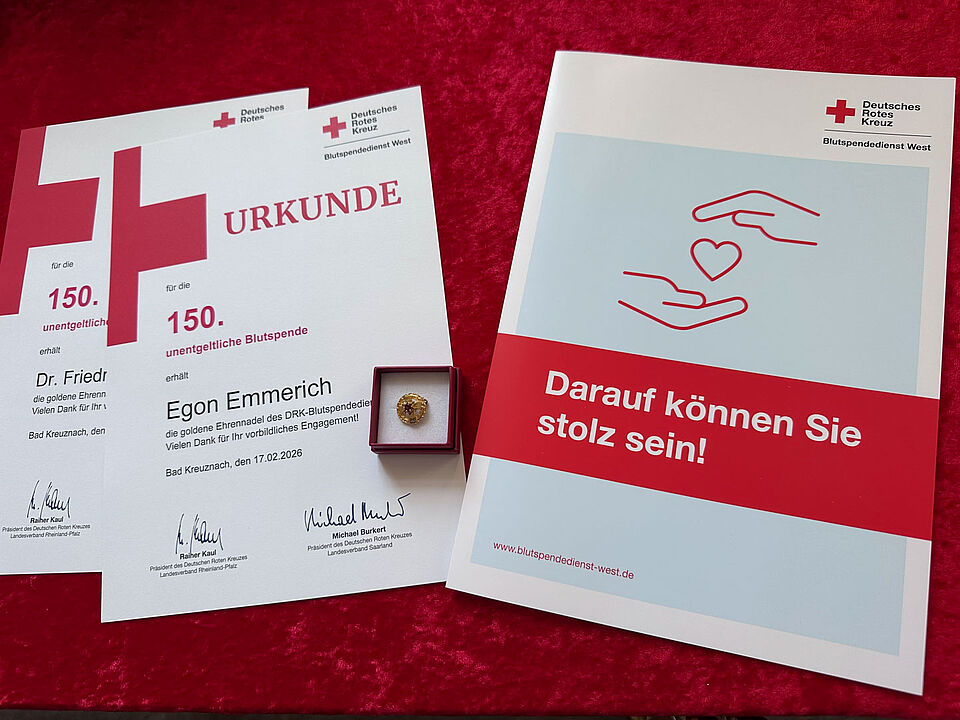 Deutsches
Rotes
für die
150.
unentgeltliche
erhält
Dr. Friedr
die goldene Ehrenn
Vielen Dank für Ihr v
Bad Kreuznach, den
Rainer Kaul
Präsident des Deutschen Roten Kreuzes
Landesverband Rheinland-Pfalz
Deutsches
Rotes
Kreuz
Blutspendedienst West
URKUNDE
für die
150.
unentgeltliche Blutspende
erhält
Egon Emmerich
die goldene Ehrennadel des DRK-Blutspendedien
Vielen Dank für Ihr vorbildliches Engagement!
Bad Kreuznach, den 17.02.2026
Rainer Kaul
Präsident des Deutschen Roten Kreuzes
Landesverband Rheinland-Pfalz
Michael Burkert
Michael Burkert
Präsident des Deutschen Roten Kreuzes
Landesverband Saarland
Deutsches
Rotes
Kreuz
Blutspendedienst West
Darauf können Sie
stolz sein!
www.blutspendedienst-west.de